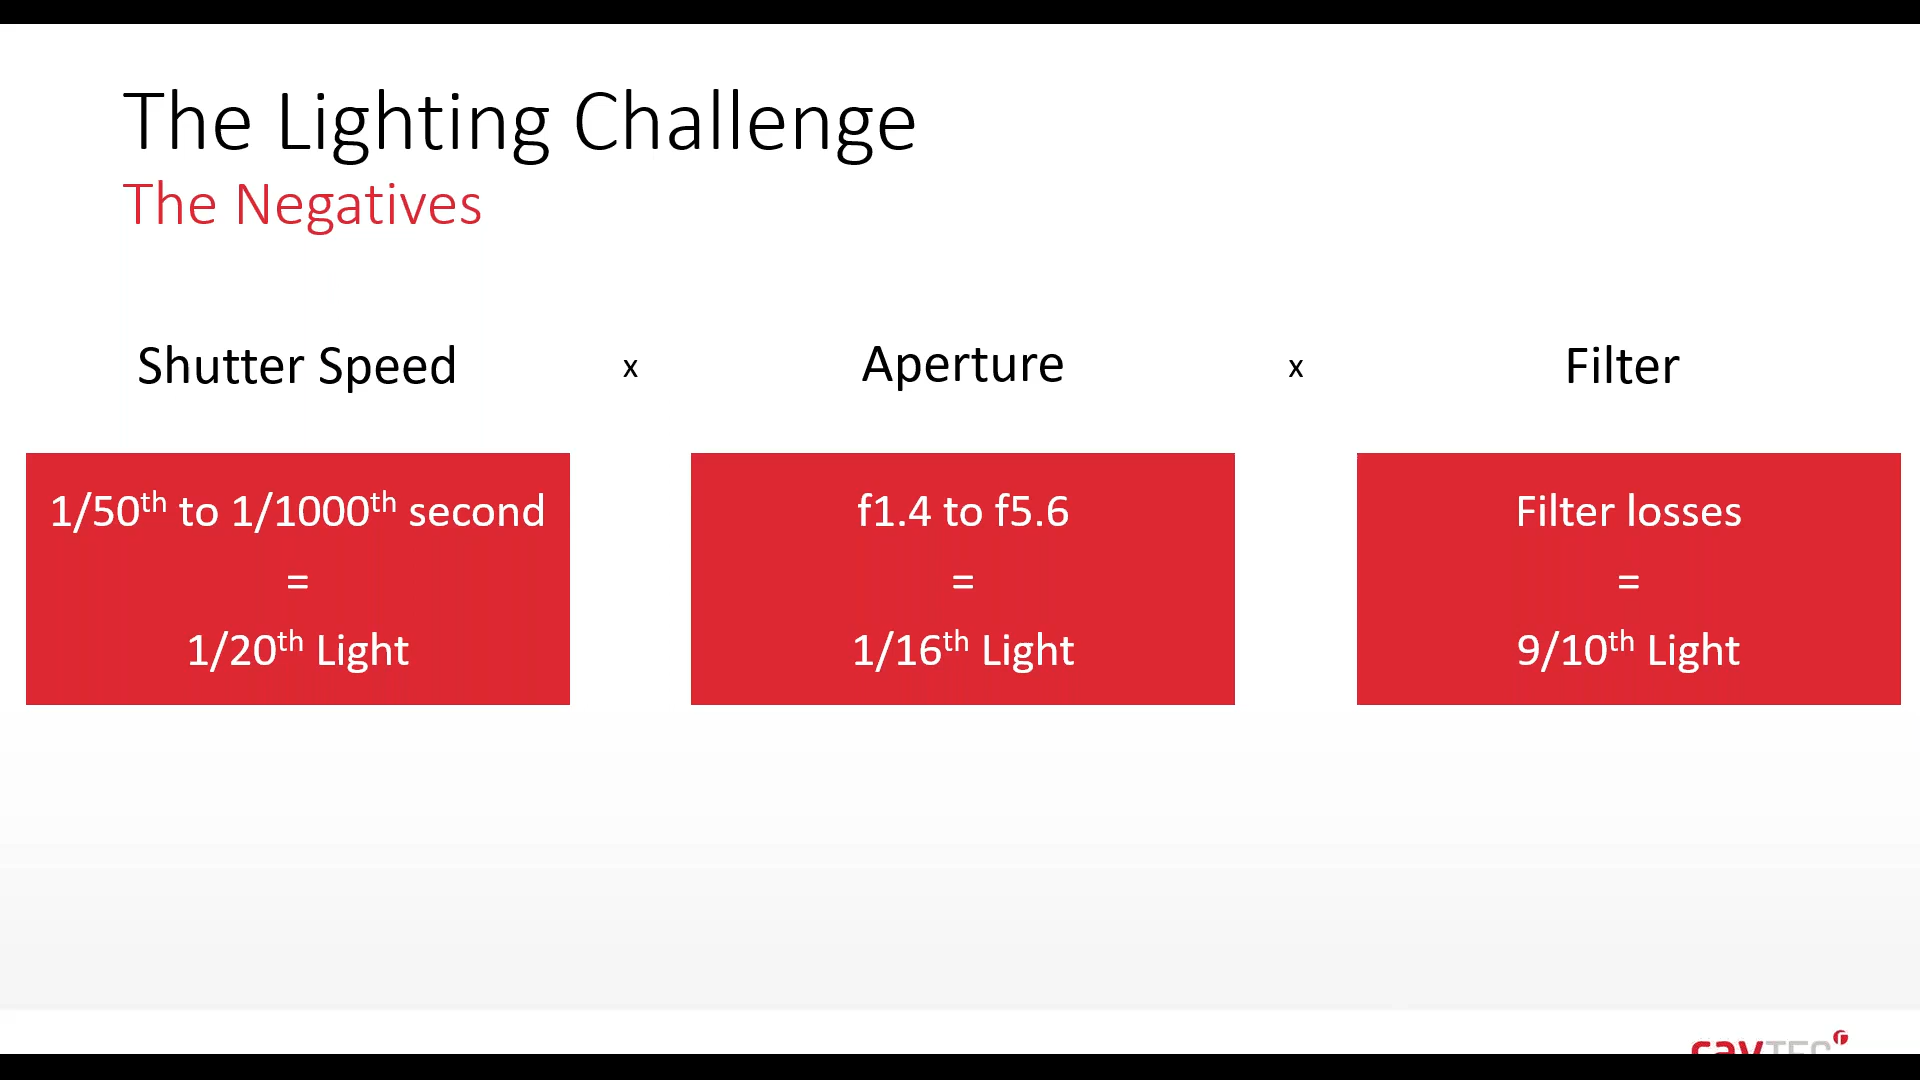 The Lighting Challenge
The Negatives
Shutter Speed x Aperture x Filter
1/50th to 1/1000th second
=
1/20th Light
f1.4 to f5.6
=
1/16th Light
Filter losses
=
9/10th Light